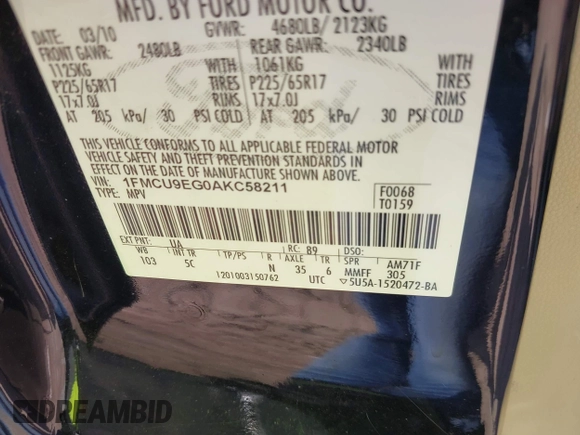 MFD. BY FORD MOTOR CO.
DATE: 03/10 GVWR: 4680LB/ 2123KG
FRONT GAWR: 2480LB REAR GAWR: 2340LB
1125KG WITH 1061KG WITH
P225/65R17 TIRES P225/65R17 TIRES
17x7.0J RIMS 17x7.0J RIMS
AT 205 kPa/ 30 PSI COLD AT 205 kPa/ 30 PSI COLD
THIS VEHICLE CONFORMS TO ALL APPLICABLE FEDERAL MOTOR
VEHICLE SAFETY AND BUMPER AND THEFT PREVENTION STANDARDS
IN EFFECT ON THE DATE OF MANUFACTURE SHOWN ABOVE.
VIN: 1FMCU9EG0AKC58211 F0068
TYPE: MPV T0159
EXT PNT: UA RC: 89 DSO:
WB INT TR TP/PS R AXLE TR SPR AM71F
103 5C N 35 6 MMFF 305
1201003150762 UTC ▽5U5A-1520472-BA
DREAMBID